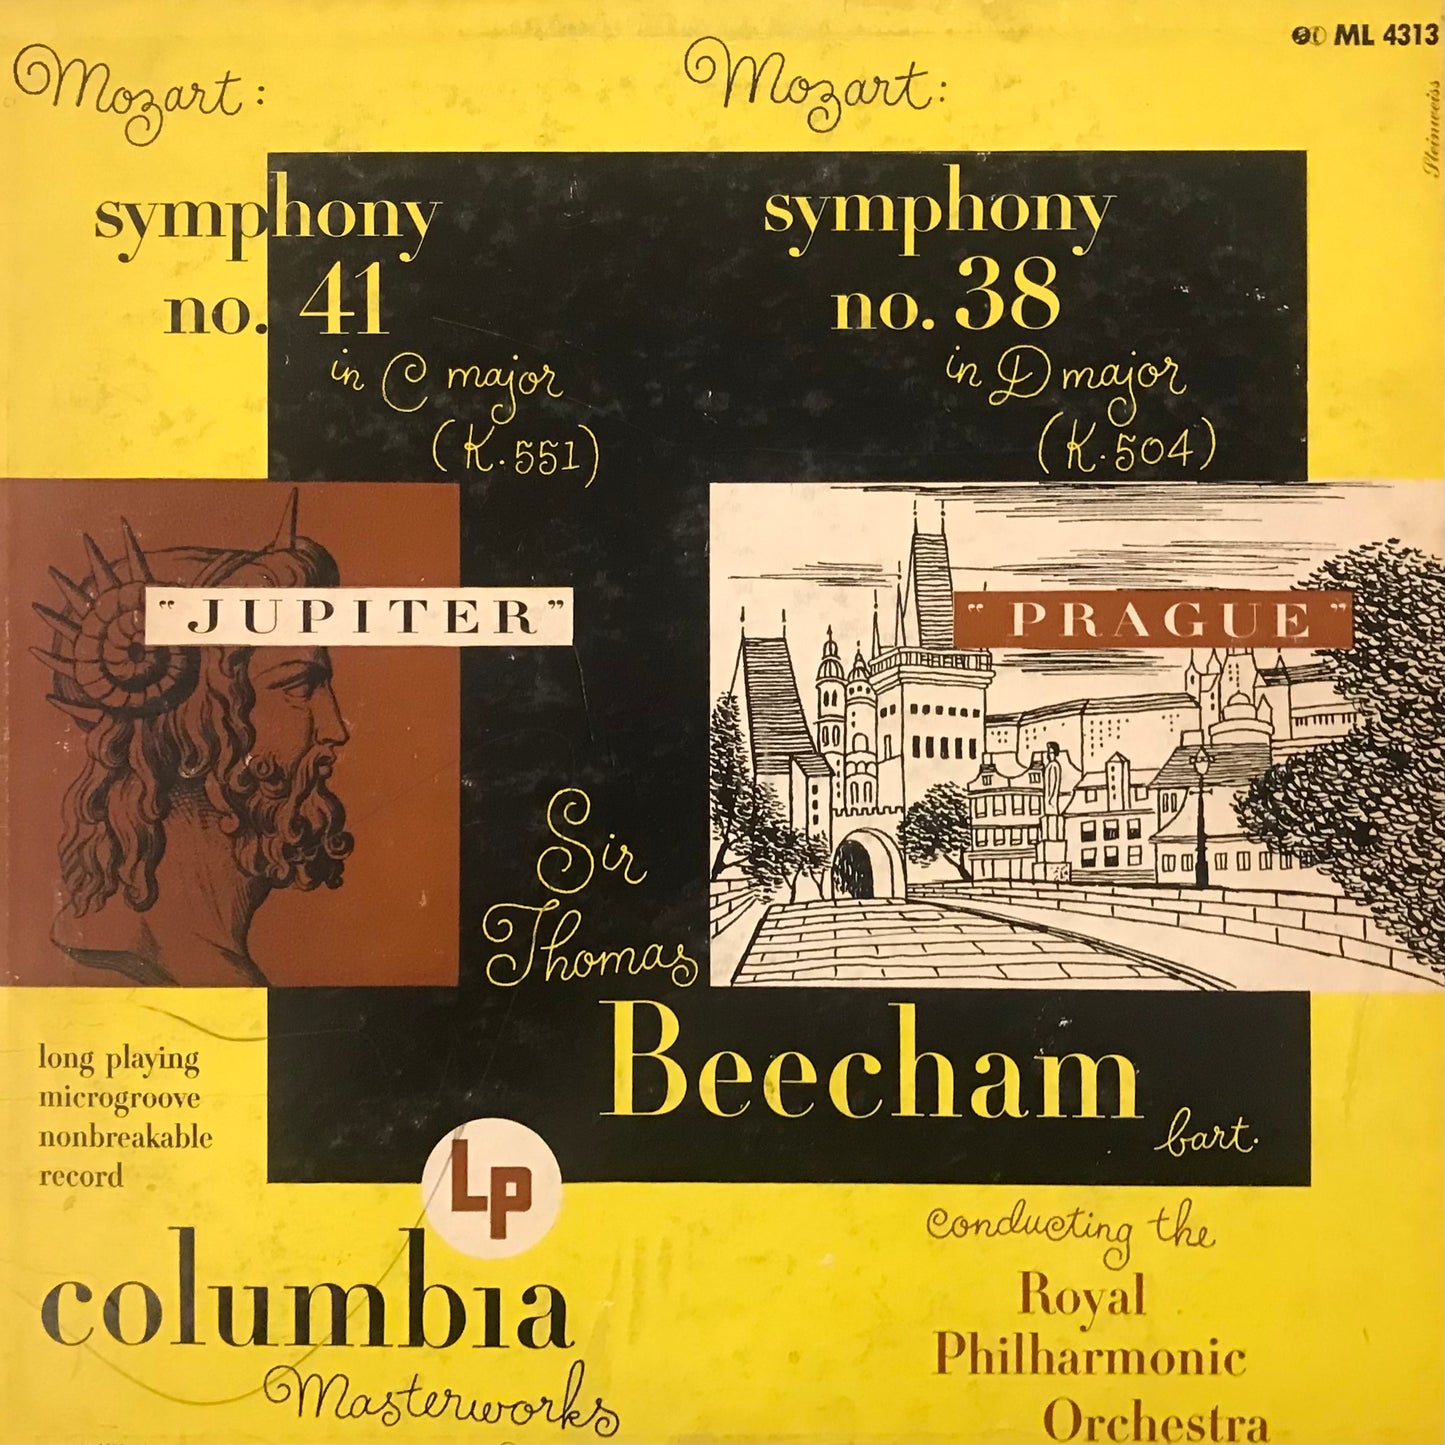 ML 4313
Steinweiss
Mozart:
symphony
no. 41
in C major
(K.551)
"JUPITER"
Mozart:
symphony
no. 38
in D major
(K.504)
"PRAGUE"
Sir
Thomas
Beecham
bart.
conducting the
Royal
Philharmonic
Orchestra
long playing
microgroove
nonbreakable
record
LP
columbia
Masterworks